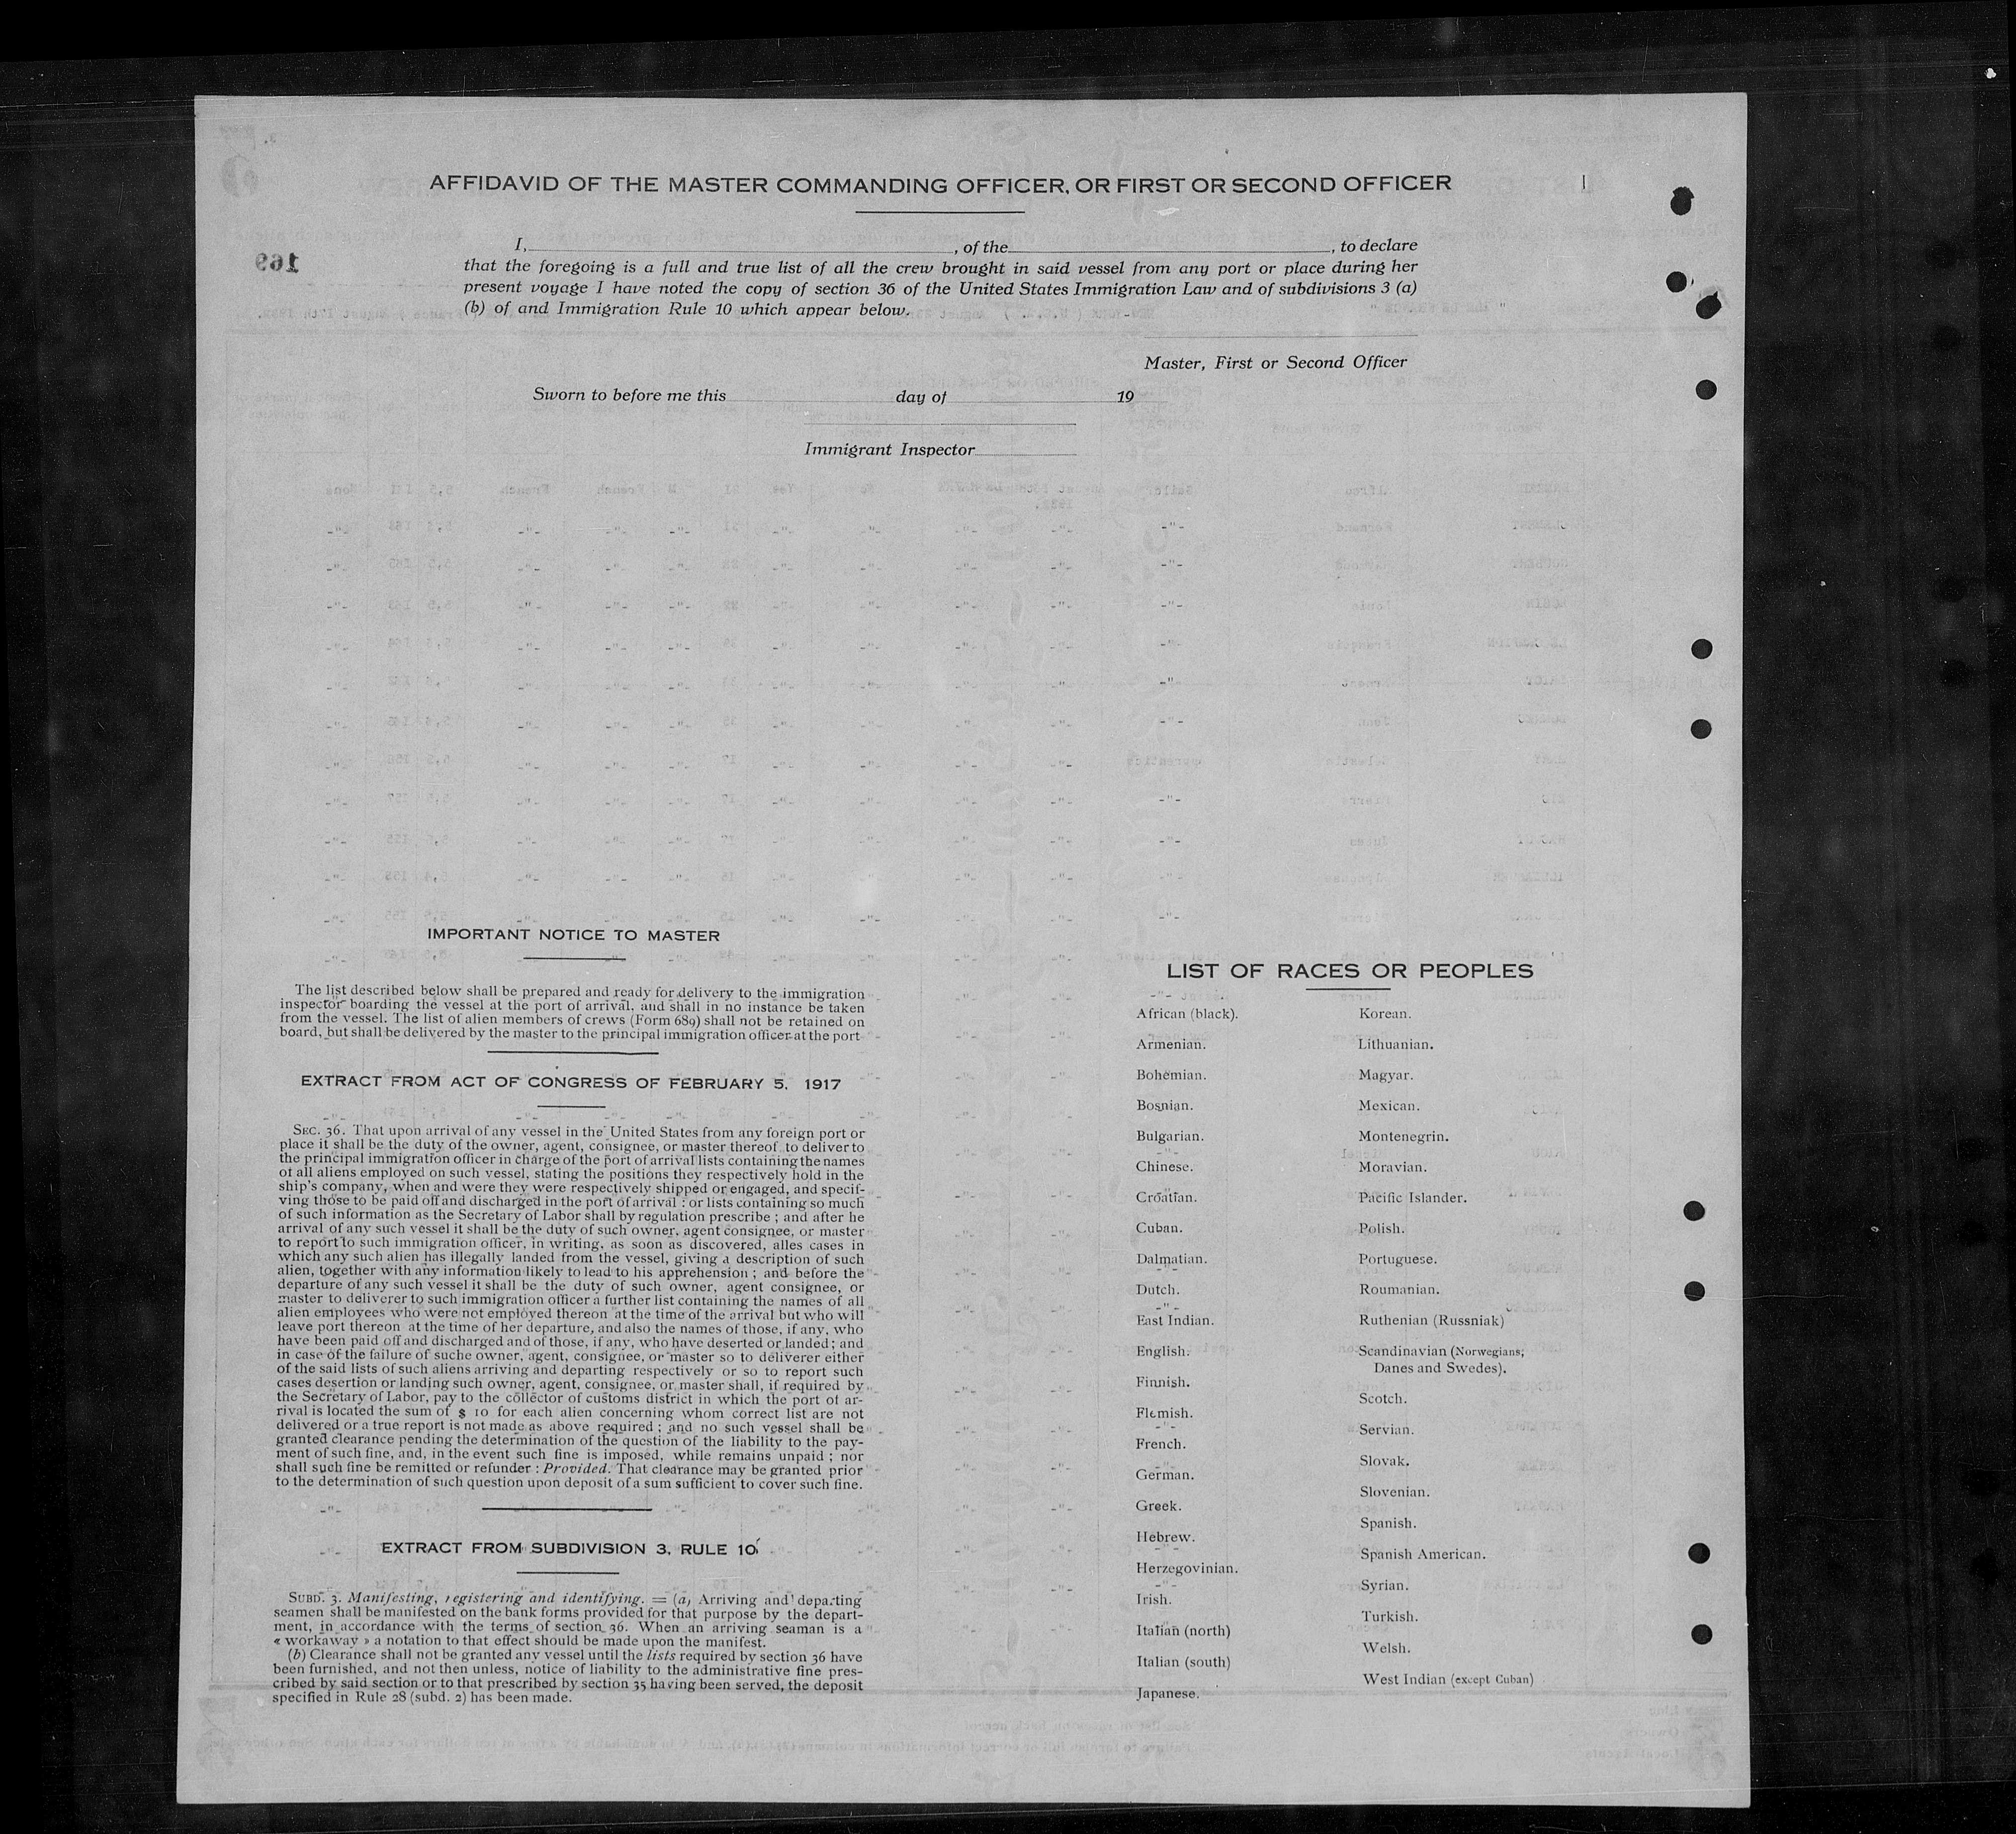 AFFIDAVID OF THE MASTER COMMANDING OFFICER, OR FIRST OR SECOND OFFICER
I, , of the , to declare
169
that the foregoing is a full and true list of all the crew brought in said vessel from any port or place during her
present voyage I have noted the copy of section 36 of the United States Immigration Law and of subdivisions 3 (a)
(b) of and Immigration Rule 10 which appear below.
Master, First or Second Officer
Sworn to before me this day of 19
Immigrant Inspector
IMPORTANT NOTICE TO MASTER
The list described below shall be prepared and ready for delivery to the immigration
inspector boarding the vessel at the port of arrival, and shall in no instance be taken
from the vessel. The list of alien members of crews (Form 689) shall not be retained on
board, but shall be delivered by the master to the principal immigration officer at the port
EXTRACT FROM ACT OF CONGRESS OF FEBRUARY 5, 1917
SEC. 36. That upon arrival of any vessel in the United States from any foreign port or
place it shall be the duty of the owner, agent, consignee, or master thereof to deliver to
the principal immigration officer in charge of the port of arrival lists containing the names
of all aliens employed on such vessel, stating the positions they respectively hold in the
ship's company, when and were they were respectively shipped or engaged, and specif-
ving those to be paid off and discharged in the port of arrival : or lists containing so much
of such information as the Secretary of Labor shall by regulation prescribe ; and after he
arrival of any such vessel it shall be the duty of such owner, agent consignee, or master
to report to such immigration officer, in writing, as soon as discovered, alles cases in
which any such alien has illegally landed from the vessel, giving a description of such
alien, together with any information likely to lead to his apprehension ; and before the
departure of any such vessel it shall be the duty of such owner, agent consignee, or
master to deliverer to such immigration officer a further list containing the names of all
alien employees who were not employed thereon at the time of the arrival but who will
leave port thereon at the time of her departure, and also the names of those, if any, who
have been paid off and discharged and of those, if any, who have deserted or landed ; and
in case of the failure of suche owner, agent, consignee, or master so to deliverer either
of the said lists of such aliens arriving and departing respectively or so to report such
cases desertion or landing such owner, agent, consignee, or master shall, if required by
the Secretary of Labor, pay to the collector of customs district in which the port of ar-
rival is located the sum of $ 10 for each alien concerning whom correct list are not
delivered or a true report is not made as above required ; and no such vessel shall be
granted clearance pending the determination of the question of the liability to the pay-
ment of such fine, and, in the event such fine is imposed, while remains unpaid ; nor
shall such fine be remitted or refunder : Provided. That clearance may be granted prior
to the determination of such question upon deposit of a sum sufficient to cover such fine.
EXTRACT FROM SUBDIVISION 3, RULE 10
SUBD. 3. Manifesting, registering and identifying. = (a) Arriving and departing
seamen shall be manifested on the bank forms provided for that purpose by the depart-
ment, in accordance with the terms of section 36. When an arriving seaman is a
« workaway » a notation to that effect should be made upon the manifest.
(b) Clearance shall not be granted any vessel until the lists required by section 36 have
been furnished, and not then unless, notice of liability to the administrative fine pres-
cribed by said section or to that prescribed by section 35 having been served, the deposit
specified in Rule 28 (subd. 2) has been made.
LIST OF RACES OR PEOPLES
African (black).
Armenian.
Bohemian.
Bosnian.
Bulgarian.
Chinese.
Croatian.
Cuban.
Dalmatian.
Dutch.
East Indian.
English.
Finnish.
Flemish.
French.
German.
Greek.
Hebrew.
Herzegovinian.
Irish.
Italian (north)
Italian (south)
Japanese.
Korean.
Lithuanian.
Magyar.
Mexican.
Montenegrin.
Moravian.
Pacific Islander.
Polish.
Portuguese.
Roumanian.
Ruthenian (Russniak)
Scandinavian (Norwegians,
Danes and Swedes).
Scotch.
Servian.
Slovak.
Slovenian.
Spanish.
Spanish American.
Syrian.
Turkish.
Welsh.
West Indian (except Cuban)